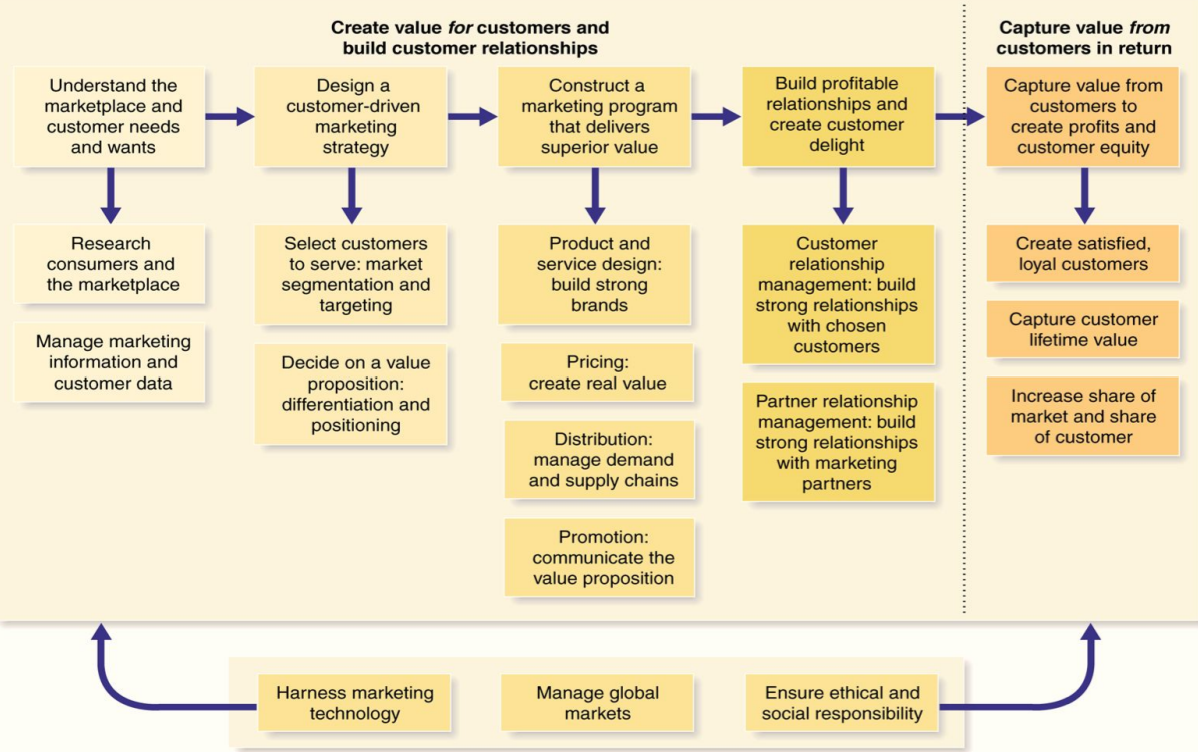 Create value for customers and
build customer relationships
Capture value from
customers in return
Understand the
marketplace and
customer needs
and wants
Design a
customer-driven
marketing
strategy
Construct a
marketing program
that delivers
superior value
Build profitable
relationships and
create customer
delight
Capture value from
customers to
create profits and
customer equity
Research
consumers and
the marketplace
Manage marketing
information and
customer data
Select customers
to serve: market
segmentation and
targeting
Decide on a value
proposition:
differentiation and
positioning
Product and
service design:
build strong
brands
Pricing:
create real value
Distribution:
manage demand
and supply chains
Promotion:
communicate the
value proposition
Customer
relationship
management: build
strong relationships
with chosen
customers
Partner relationship
management: build
strong relationships
with marketing
partners
Create satisfied,
loyal customers
Capture customer
lifetime value
Increase share of
market and share
of customer
Harness marketing
technology
Manage global
markets
Ensure ethical and
social responsibility